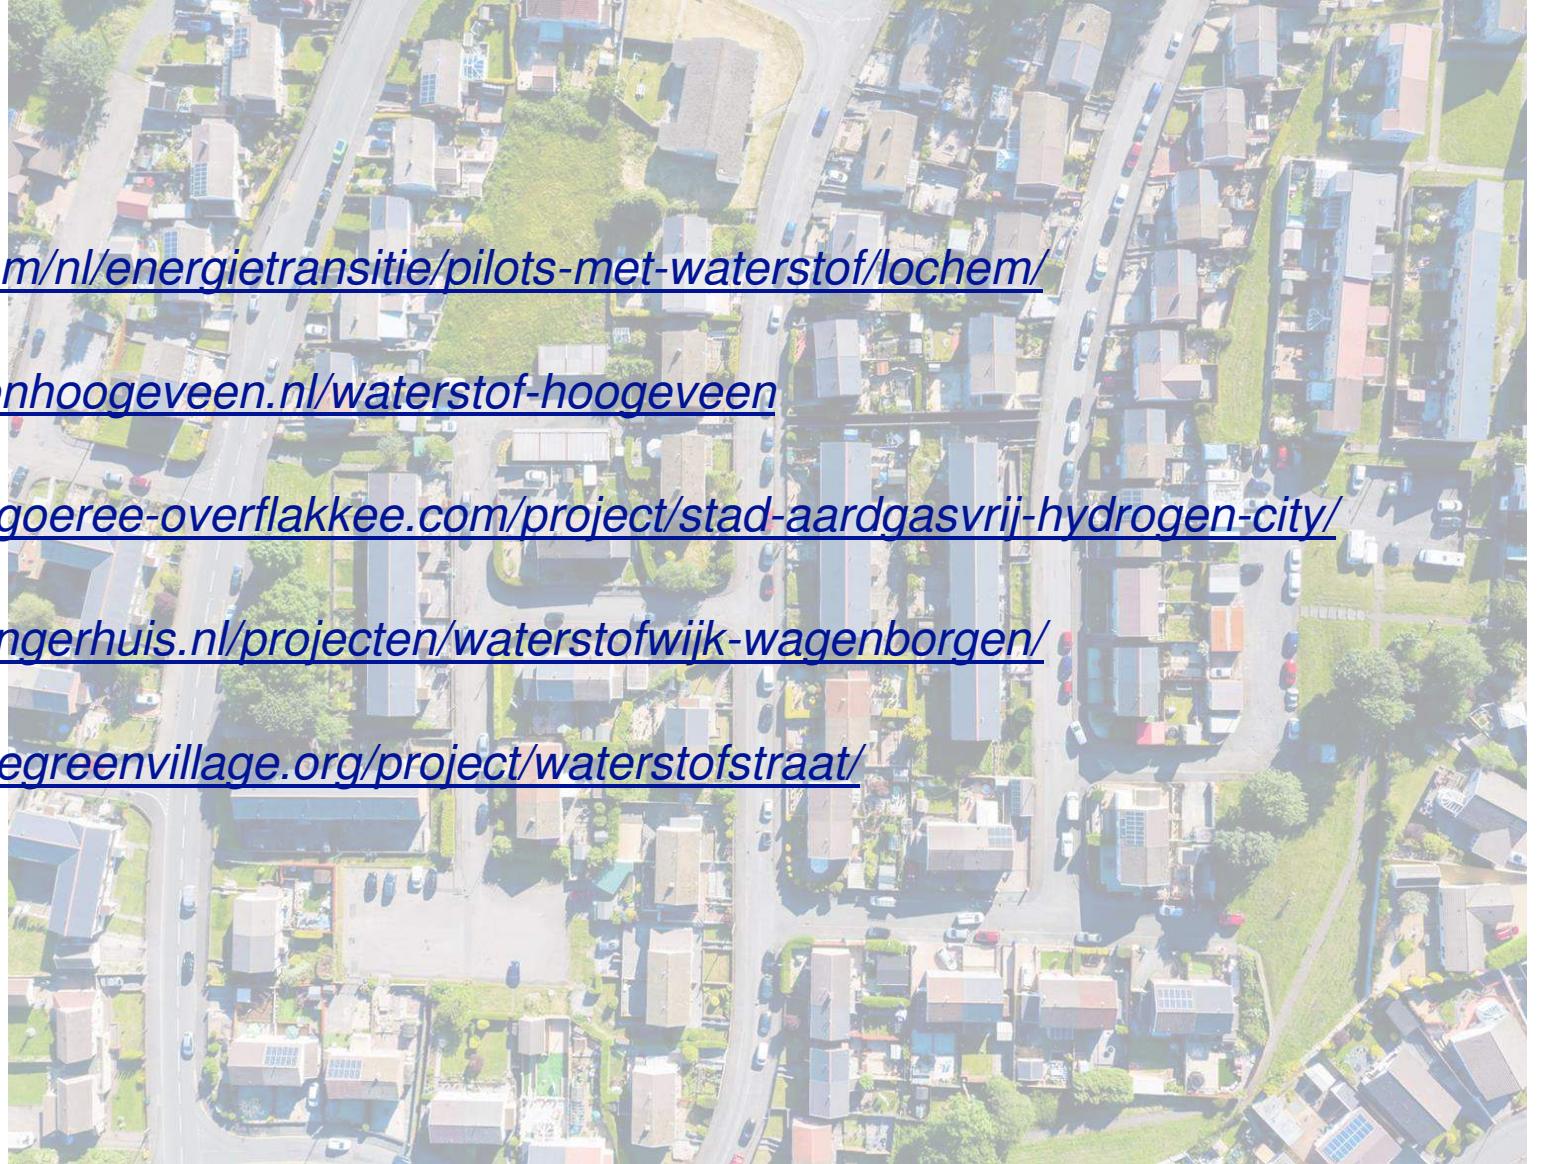 m/nl/energietransitie/pilots-met-waterstof/lochem/
nhoogeveen.nl/waterstof-hoogeveen
goeree-overflakkee.com/project/stad-aardgasvrij-hydrogen-city/
ngerhuis.nl/projecten/waterstofwijk-wagenborgen/
egreenvillage.org/project/waterstofstraat/